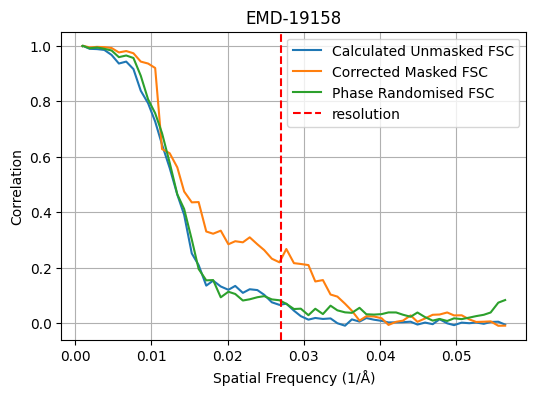 EMD-19158
Calculated Unmasked FSC
Corrected Masked FSC
Phase Randomised FSC
resolution
Correlation
1.0
0.8
0.6
0.4
0.2
0.0
0.00 0.01 0.02 0.03 0.04 0.05
Spatial Frequency (1/Å)